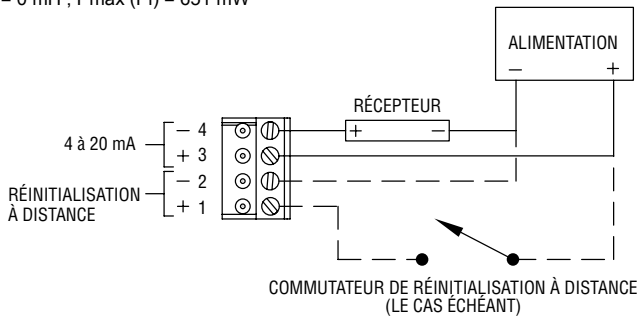 = 0 mH ; P max (Pi) = 651 mW
ALIMENTATION
− +
RÉCEPTEUR
+ −
4 à 20 mA
− 4
+ 3
− 2
+ 1
RÉINITIALISATION
À DISTANCE
COMMUTATEUR DE RÉINITIALISATION À DISTANCE
(LE CAS ÉCHÉANT)